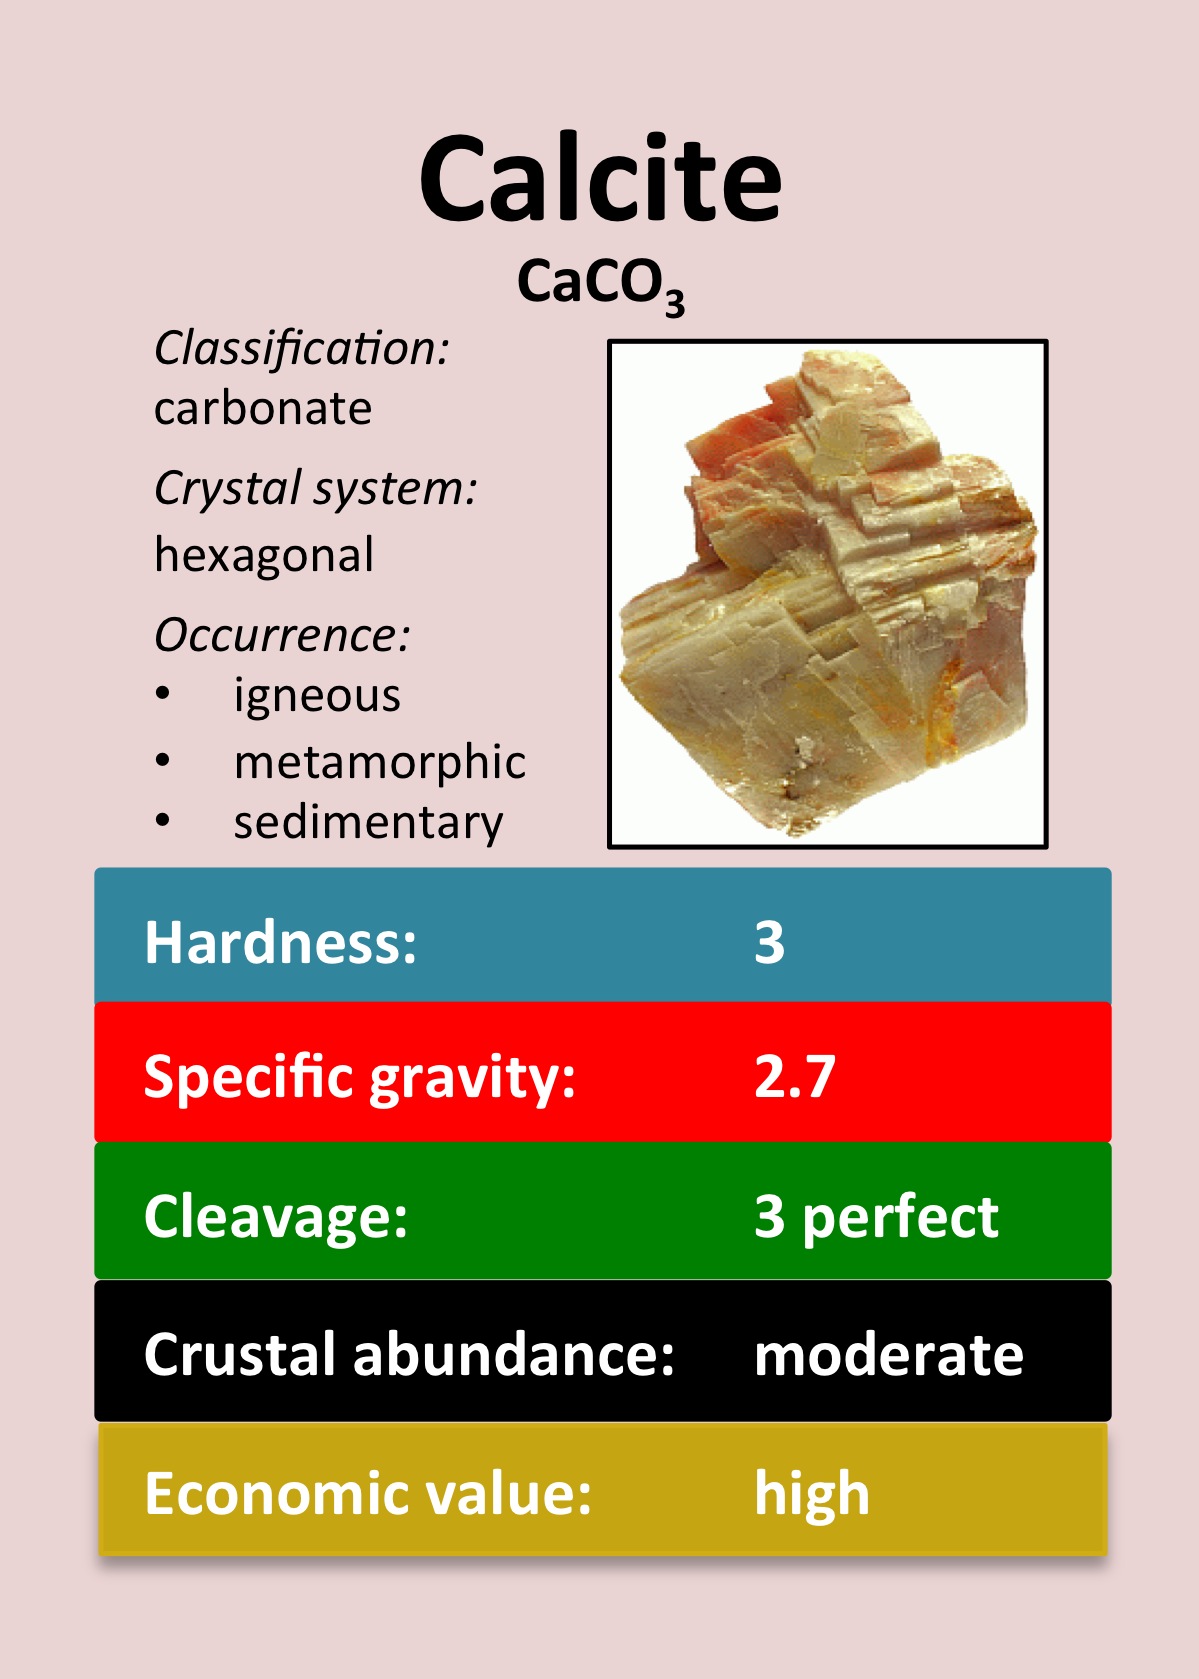 Calcite
CaCO₃
Classification:
carbonate
Crystal system:
hexagonal
Occurrence:
• igneous
• metamorphic
• sedimentary
Hardness: 3
Specific gravity: 2.7
Cleavage: 3 perfect
Crustal abundance: moderate
Economic value: high